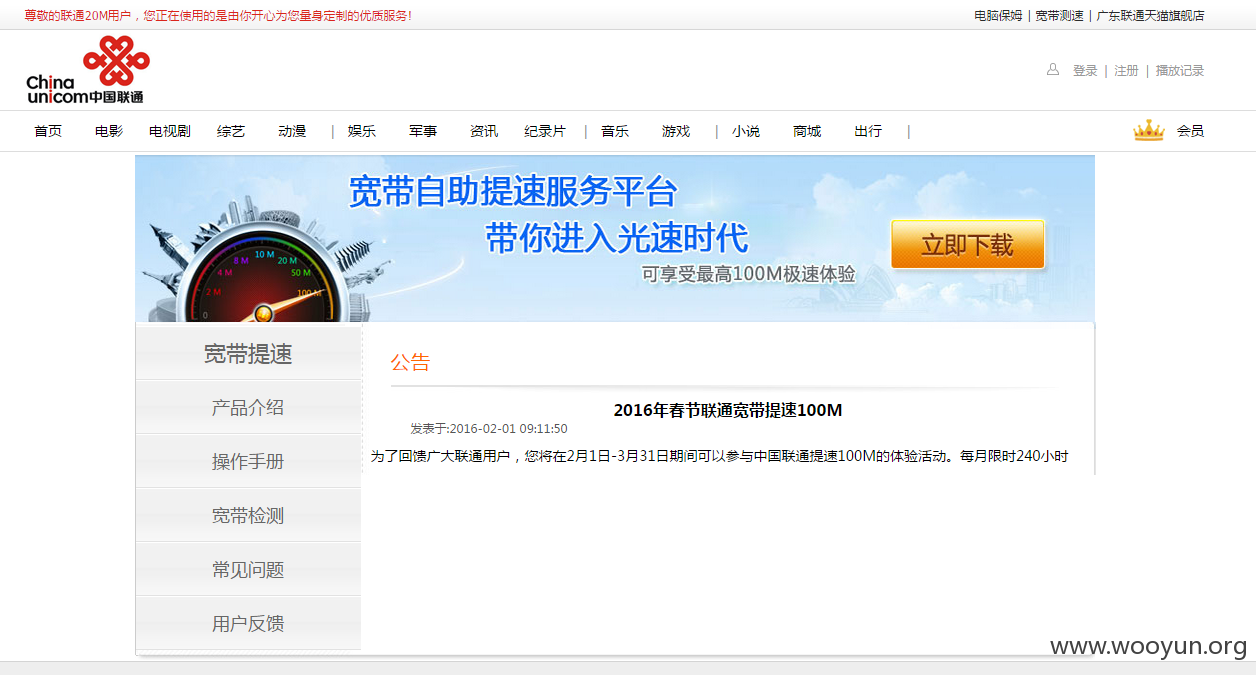 尊敬的联通20M用户，您正在使用的是由你开心为您量身定制的优质服务!
电脑保姆 | 宽带测速 | 广东联通天猫旗舰店
China
unicom中国联通
登录 | 注册 | 播放记录
首页 电影 电视剧 综艺 动漫 | 娱乐 军事 资讯 纪录片 | 音乐 游戏 | 小说 商城 出行 | 会员
宽带自助提速服务平台
带你进入光速时代
可享受最高100M极速体验
立即下载
10 M
8 M
20 M
4 M
50 M
2 M
100 M
0
宽带提速
产品介绍
操作手册
宽带检测
常见问题
用户反馈
公告
2016年春节联通宽带提速100M
发表于:2016-02-01 09:11:50
为了回馈广大联通用户，您将在2月1日-3月31日期间可以参与中国联通提速100M的体验活动。每月限时240小时
www.wooyun.org